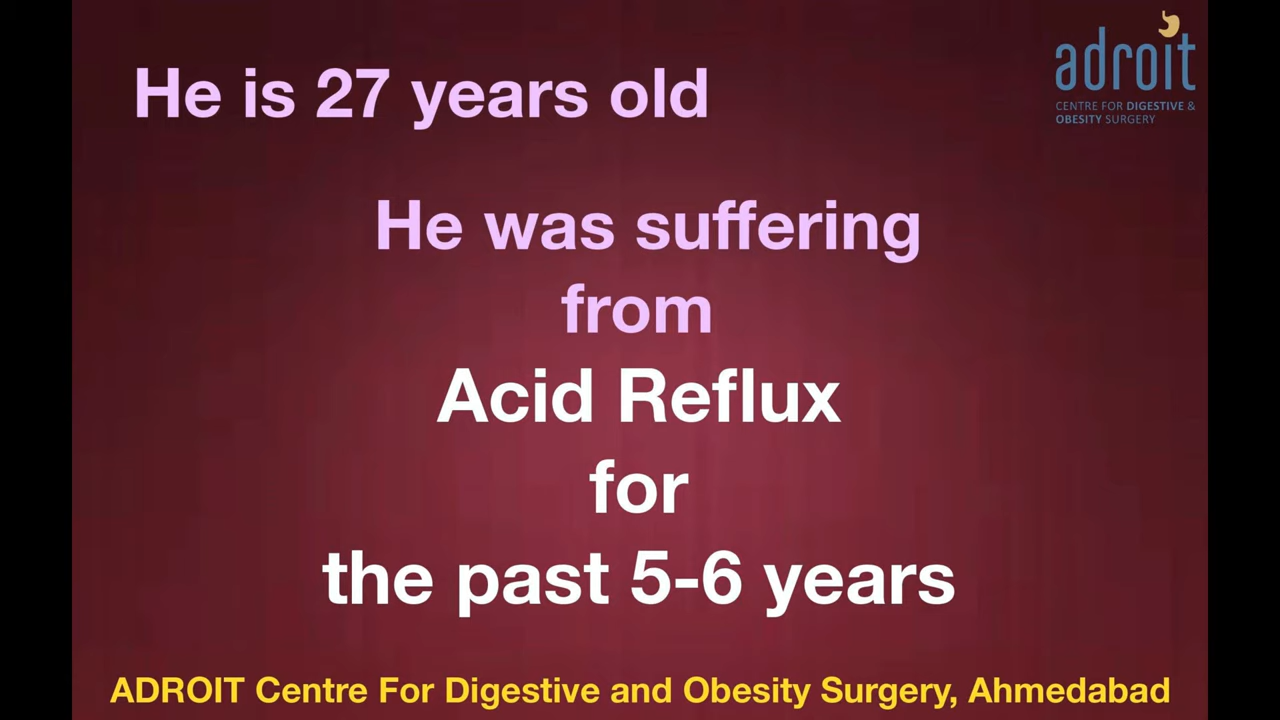 He is 27 years old
adroit
CENTRE FOR DIGESTIVE &
OBESITY SURGERY
He was suffering
from
Acid Reflux
for
the past 5-6 years
ADROIT Centre For Digestive and Obesity Surgery, Ahmedabad